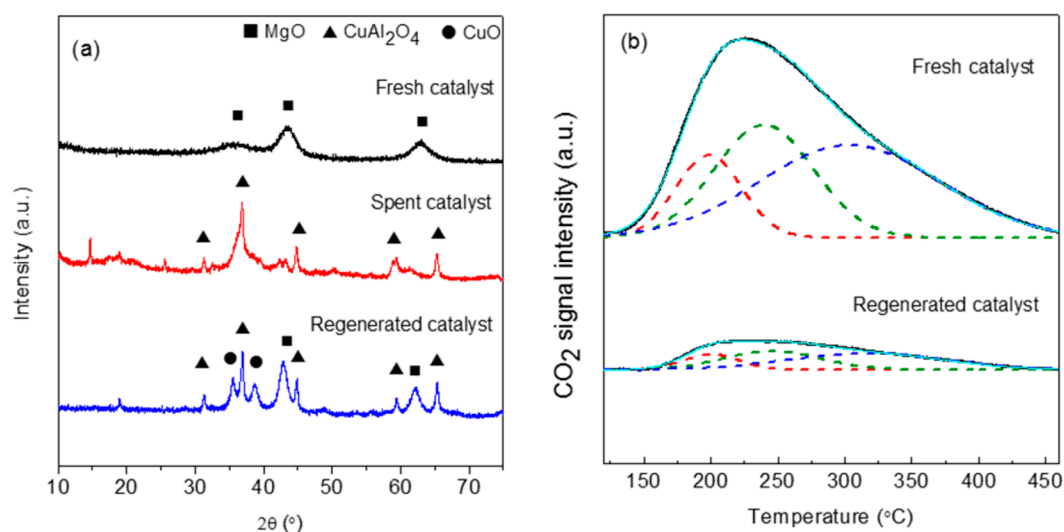 (a)
■ MgO ▲ CuAl₂O₄ ● CuO
Fresh catalyst
Spent catalyst
Regenerated catalyst
Intensity (a.u.)
10 20 30 40 50 60 70
2θ (°)
(b)
Fresh catalyst
Regenerated catalyst
CO₂ signal intensity (a.u.)
150 200 250 300 350 400 450
Temperature (°C)